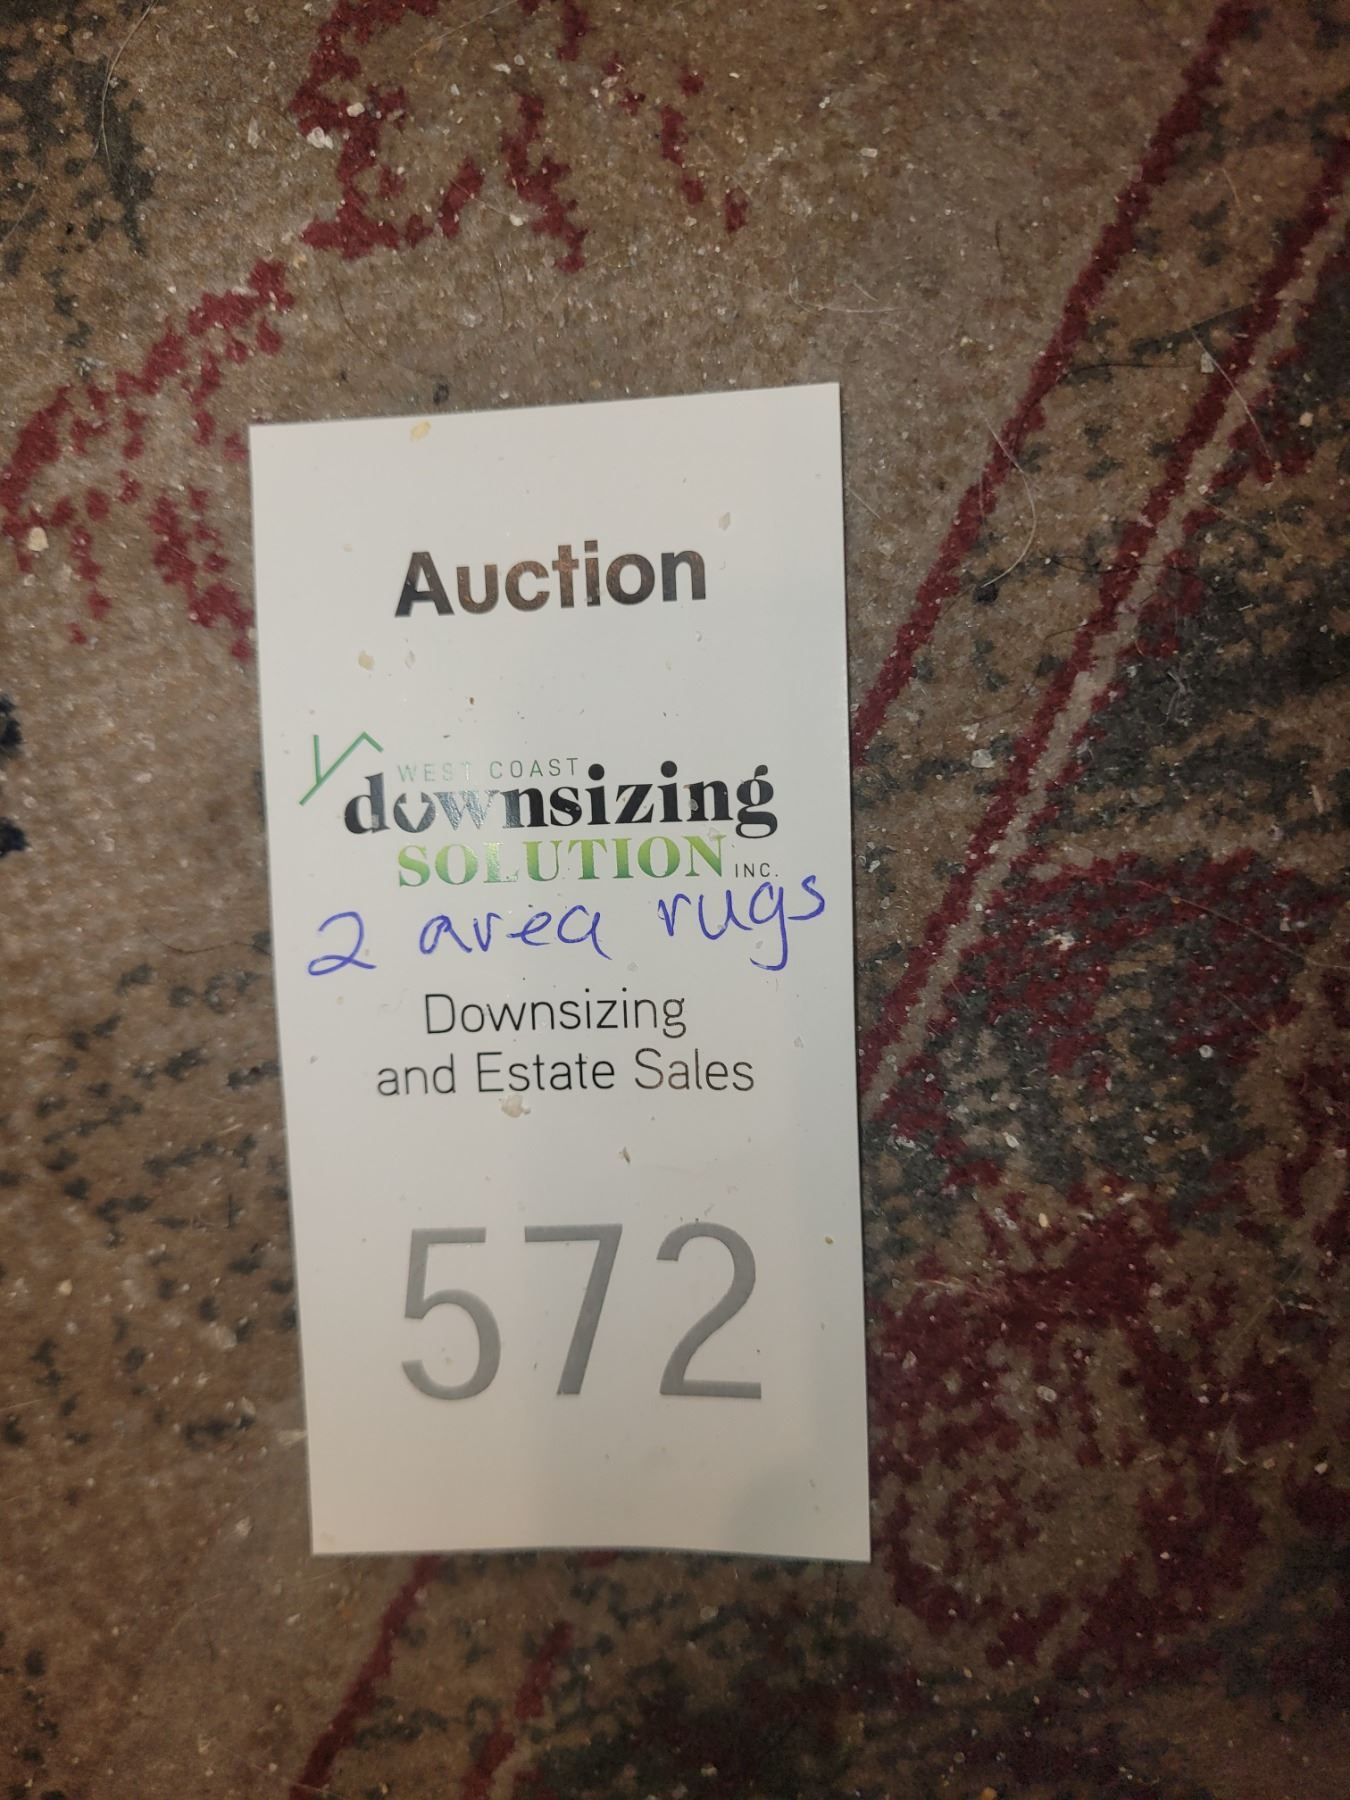 Auction
WEST COAST
downsizing
SOLUTION INC.
2 area rugs
Downsizing
and Estate Sales
572